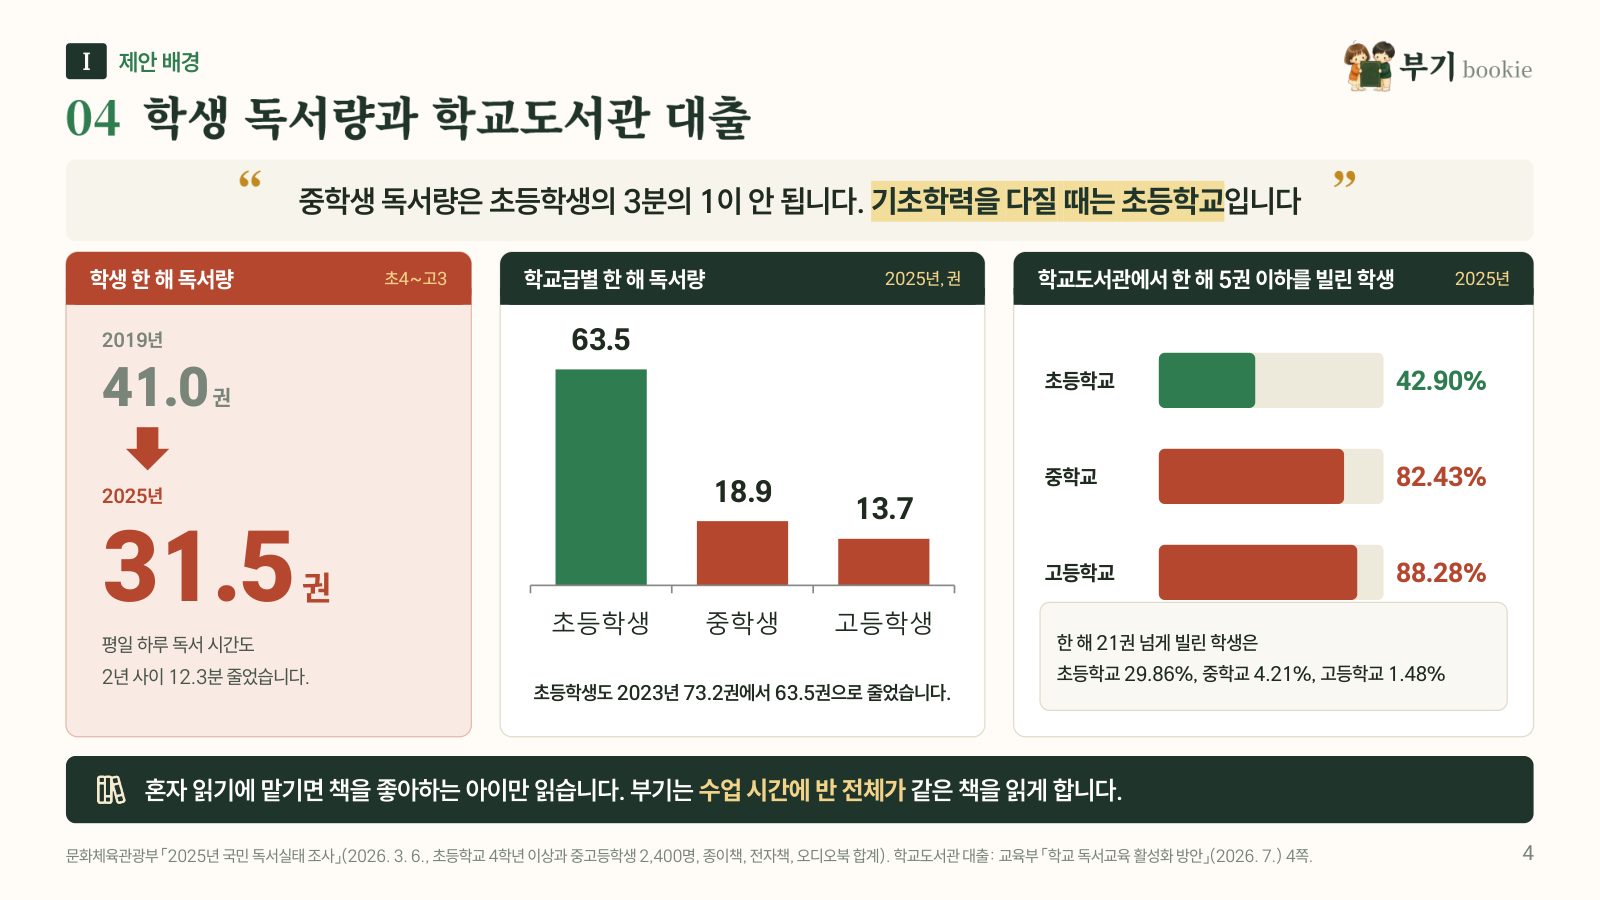 I 제안 배경
부기 bookie
04 학생 독서량과 학교도서관 대출
“ 중학생 독서량은 초등학생의 3분의 1이 안 됩니다. 기초학력을 다질 때는 초등학교입니다 ”
학생 한 해 독서량 초4~고3
2019년
41.0권
2025년
31.5권
평일 하루 독서 시간도
2년 사이 12.3분 줄었습니다.
학교급별 한 해 독서량 2025년, 권
63.5
18.9
13.7
초등학생 중학생 고등학생
초등학생도 2023년 73.2권에서 63.5권으로 줄었습니다.
학교도서관에서 한 해 5권 이하를 빌린 학생 2025년
초등학교 42.90%
중학교 82.43%
고등학교 88.28%
한 해 21권 넘게 빌린 학생은
초등학교 29.86%, 중학교 4.21%, 고등학교 1.48%
혼자 읽기에 맡기면 책을 좋아하는 아이만 읽습니다. 부기는 수업 시간에 반 전체가 같은 책을 읽게 합니다.
문화체육관광부 「2025년 국민 독서실태 조사」(2026. 3. 6., 초등학교 4학년 이상과 중고등학생 2,400명, 종이책, 전자책, 오디오북 합계). 학교도서관 대출: 교육부 「학교 독서교육 활성화 방안」(2026. 7.) 4쪽.
4